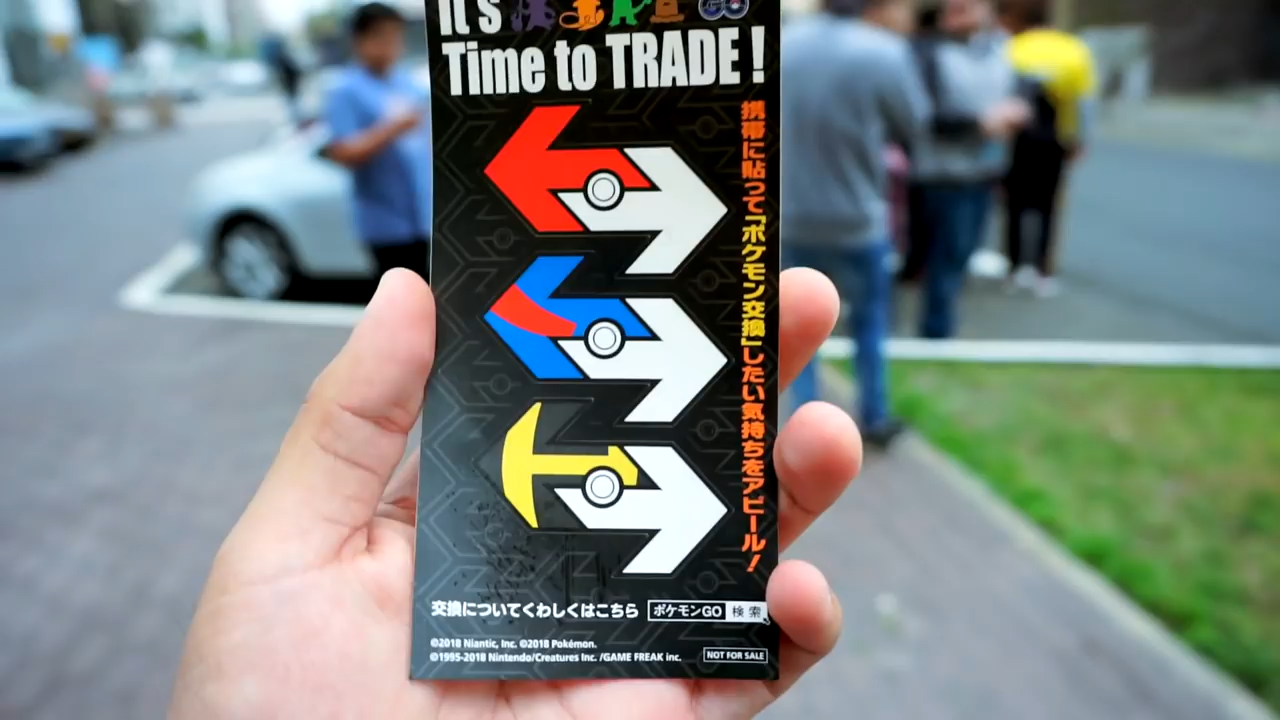 It's GO
Time to TRADE!
携帯に貼って「ポケモン交換」したい気持ちをアピール!
交換についてくわしくはこちら ポケモンGO 検索
©2018 Niantic, Inc. ©2018 Pokémon.
©1995-2018 Nintendo/Creatures Inc. /GAME FREAK inc. NOT FOR SALE